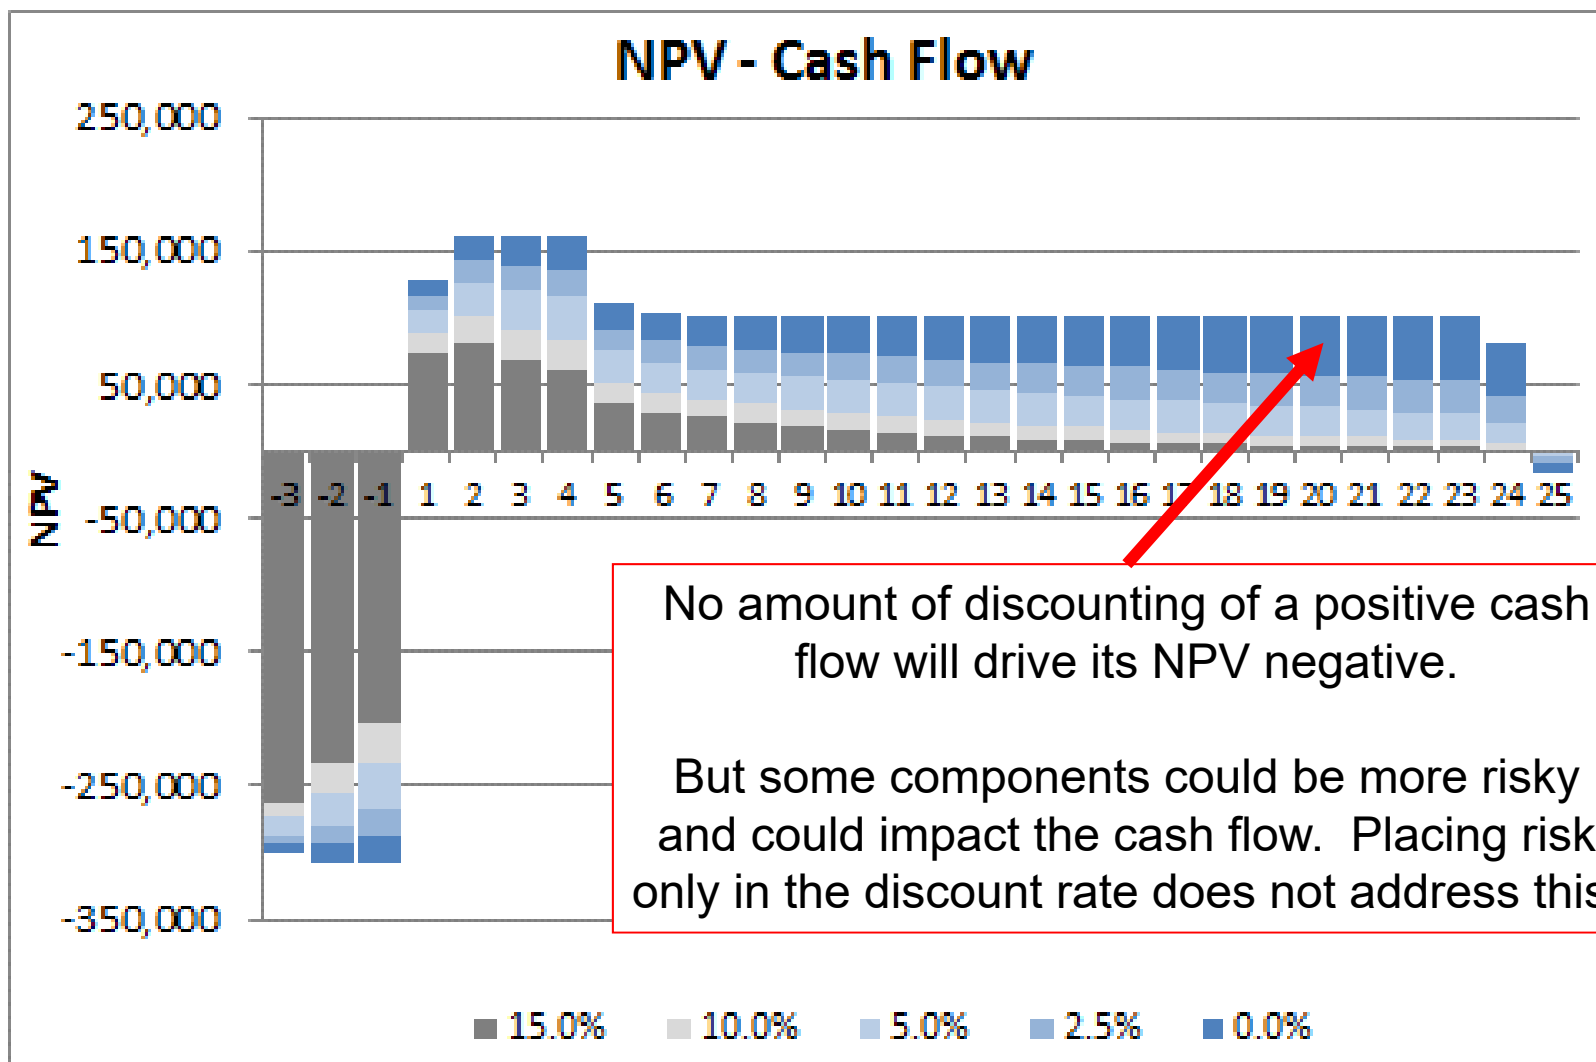 NPV - Cash Flow
250,000
150,000
50,000
-50,000
-150,000
-250,000
-350,000
NPV
-3 -2 -1 1 2 3 4 5 6 7 8 9 10 11 12 13 14 15 16 17 18 19 20 21 22 23 24 25
No amount of discounting of a positive cash
flow will drive its NPV negative.
But some components could be more risky
and could impact the cash flow. Placing risk
only in the discount rate does not address this
15.0% 10.0% 5.0% 2.5% 0.0%